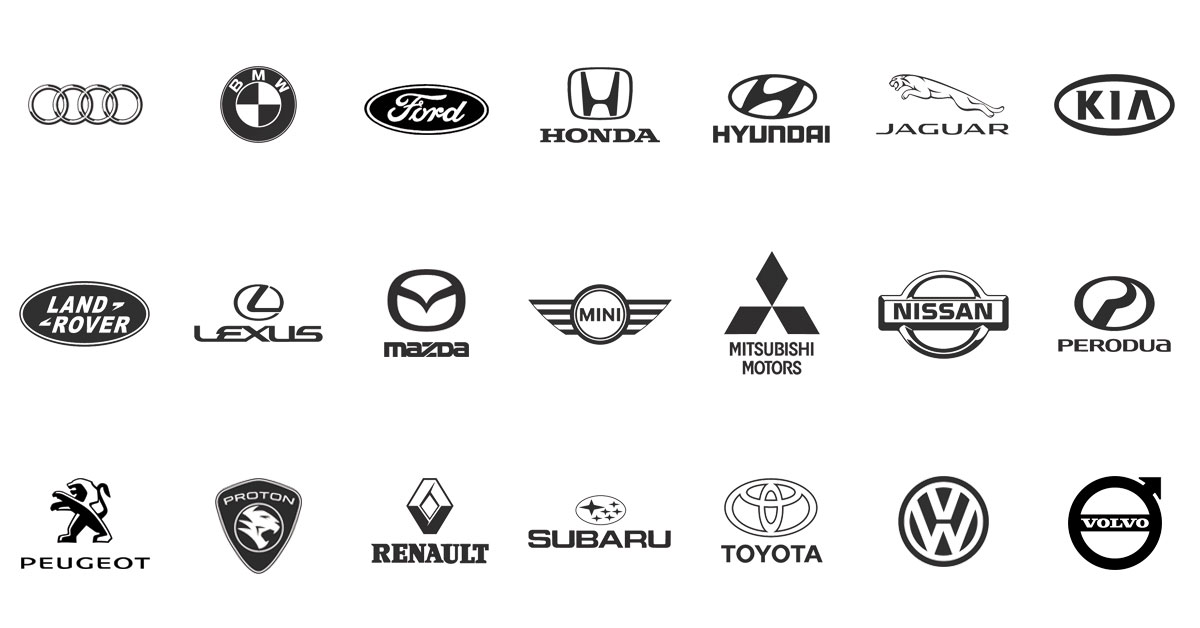 BMW
Ford
HONDA
HYUNDAI
JAGUAR
KIA
LAND
ROVER
LEXUS
mazda
MINI
MITSUBISHI
MOTORS
NISSAN
PERODUa
PEUGEOT
PROTON
RENAULT
SUBARU
TOYOTA
VW
VOLVO